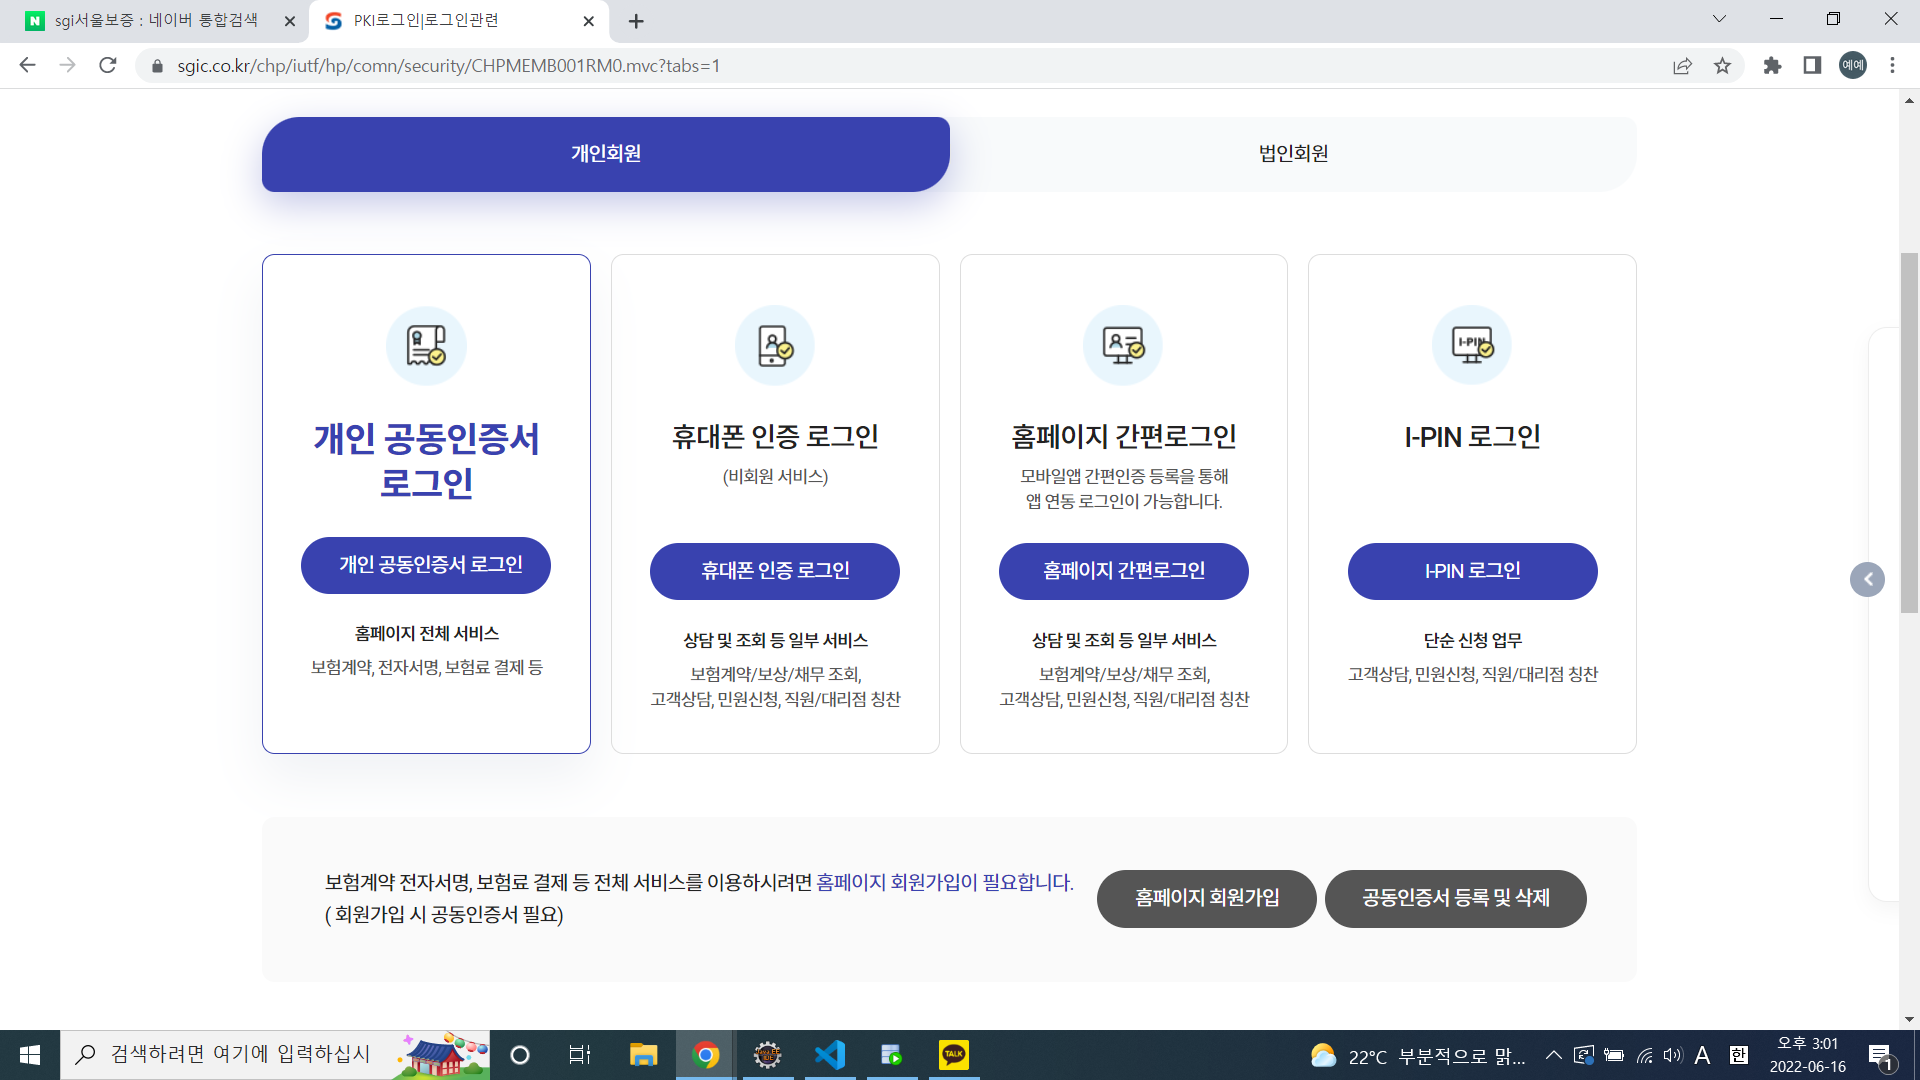 sgi서울보증 : 네이버 통합검색
PKI로그인|로그인관련
sgic.co.kr/chp/iutf/hp/comn/security/CHPMEMB001RM0.mvc?tabs=1
예예
개인회원
법인회원
개인 공동인증서
로그인
개인 공동인증서 로그인
홈페이지 전체 서비스
보험계약, 전자서명, 보험료 결제 등
휴대폰 인증 로그인
(비회원 서비스)
휴대폰 인증 로그인
상담 및 조회 등 일부 서비스
보험계약/보상/채무 조회,
고객상담, 민원신청, 직원/대리점 칭찬
홈페이지 간편로그인
모바일앱 간편인증 등록을 통해
앱 연동 로그인이 가능합니다.
홈페이지 간편로그인
상담 및 조회 등 일부 서비스
보험계약/보상/채무 조회,
고객상담, 민원신청, 직원/대리점 칭찬
I-PIN
I-PIN 로그인
I-PIN 로그인
단순 신청 업무
고객상담, 민원신청, 직원/대리점 칭찬
보험계약 전자서명, 보험료 결제 등 전체 서비스를 이용하시려면 홈페이지 회원가입이 필요합니다.
( 회원가입 시 공동인증서 필요)
홈페이지 회원가입
공동인증서 등록 및 삭제
검색하려면 여기에 입력하십시
TALK
22°C 부분적으로 맑...
A
한
오후 3:01
2022-06-16
1